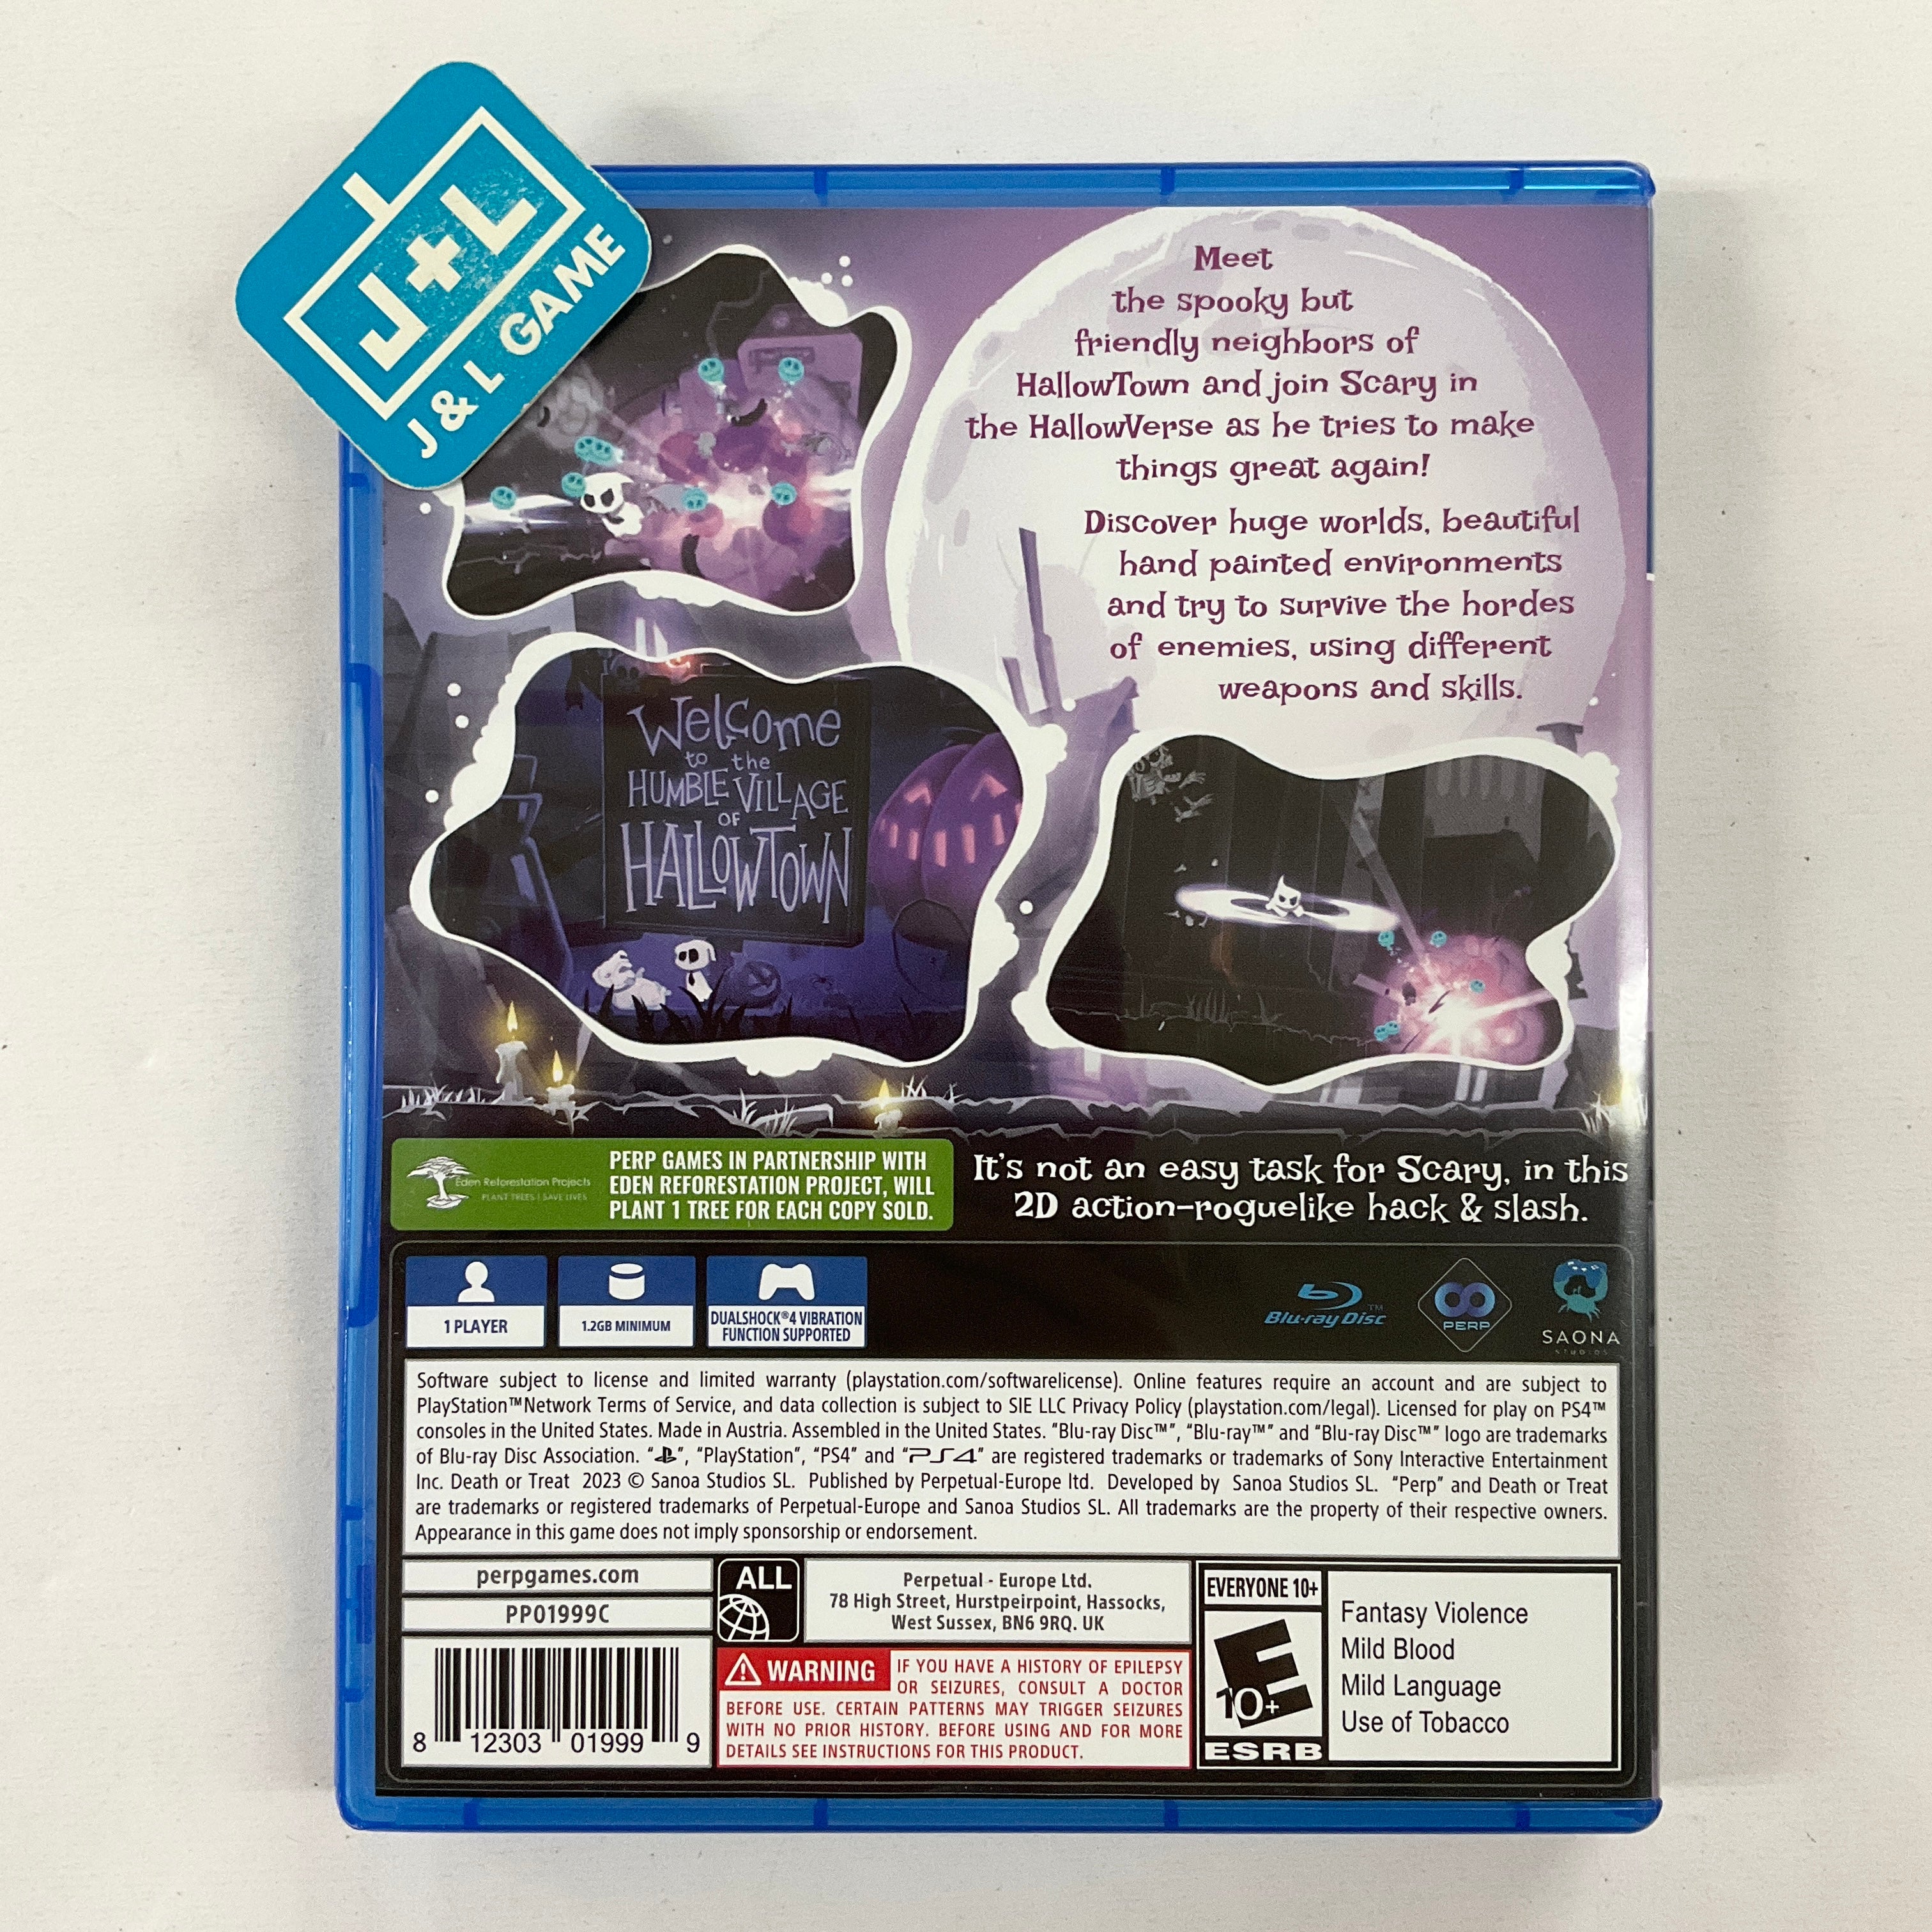 J+L
J & L GAME
Meet
the spooky but
friendly neighbors of
HallowTown and join Scary in
the HallowVerse as he tries to make
things great again!
Discover huge worlds, beautiful
hand painted environments
and try to survive the hordes
of enemies, using different
weapons and skills.
Welcome
to the
HUMBLE VILLAGE
OF
HALLOWTOWN
Eden Reforestation Projects
PLANT TREES | SAVE LIVES
PERP GAMES IN PARTNERSHIP WITH
EDEN REFORESTATION PROJECT, WILL
PLANT 1 TREE FOR EACH COPY SOLD.
It's not an easy task for Scary, in this
2D action-roguelike hack & slash.
1 PLAYER
1.2GB MINIMUM
DUALSHOCK®4 VIBRATION
FUNCTION SUPPORTED
Blu-ray Disc™
PERP
SAONA
STUDIOS
Software subject to license and limited warranty (playstation.com/softwarelicense). Online features require an account and are subject to
PlayStation™Network Terms of Service, and data collection is subject to SIE LLC Privacy Policy (playstation.com/legal). Licensed for play on PS4™
consoles in the United States. Made in Austria. Assembled in the United States. “Blu-ray Disc™”, “Blu-ray™” and “Blu-ray Disc™” logo are trademarks
of Blu-ray Disc Association. “ ”, “PlayStation”, “PS4” and “PS4” are registered trademarks or trademarks of Sony Interactive Entertainment
Inc. Death or Treat 2023 © Sanoa Studios SL. Published by Perpetual-Europe ltd. Developed by Sanoa Studios SL. “Perp” and Death or Treat
are trademarks or registered trademarks of Perpetual-Europe and Sanoa Studios SL. All trademarks are the property of their respective owners.
Appearance in this game does not imply sponsorship or endorsement.
perpgames.com
PP01999C
8 12303 01999 9
ALL
Perpetual - Europe Ltd.
78 High Street, Hurstpeirpoint, Hassocks,
West Sussex, BN6 9RQ. UK
WARNING IF YOU HAVE A HISTORY OF EPILEPSY
OR SEIZURES, CONSULT A DOCTOR
BEFORE USE. CERTAIN PATTERNS MAY TRIGGER SEIZURES
WITH NO PRIOR HISTORY. BEFORE USING AND FOR MORE
DETAILS SEE INSTRUCTIONS FOR THIS PRODUCT.
EVERYONE 10+
E
10+
ESRB
Fantasy Violence
Mild Blood
Mild Language
Use of Tobacco